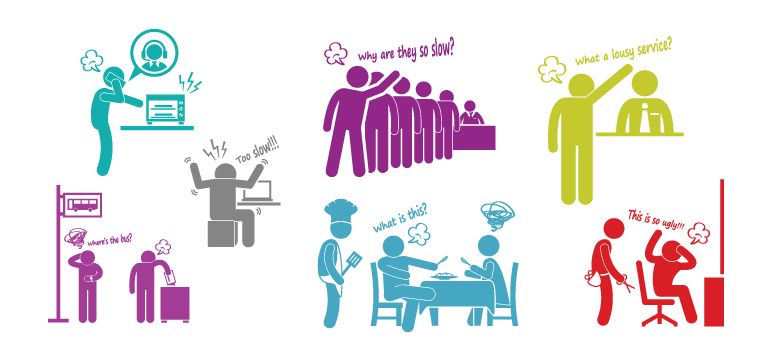 Why are they so slow?
What a lousy service?
Too slow!!!
What is this?
This is so ugly!!!
Where's the bus?